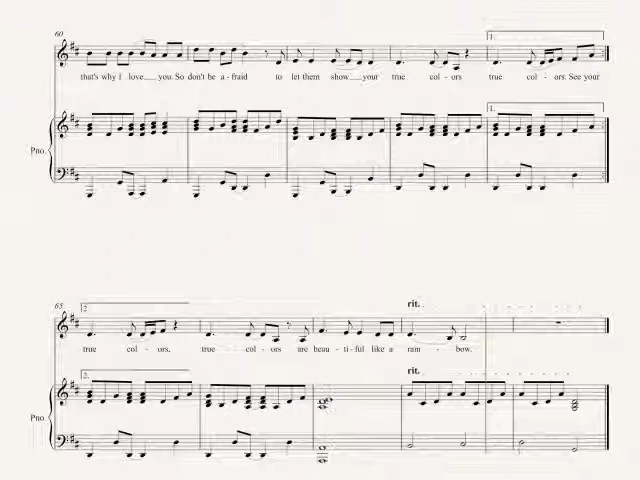 60
1.
that's why I love you. So don't be a - fraid to let them show your true col - ors true col - ors. See your
1.
Pno.
65
2.
rit.
true col - ors, true col - ors are beau - ti - ful like a rain - bow.
2.
rit.
Pno.